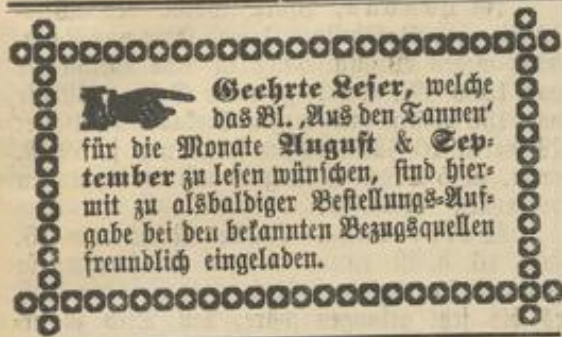 Geehrte Leser, welche
das Bl. ‚Aus den Tannen‘
für die Monate August & Sep-
tember zu lesen wünschen, sind hier-
mit zu alsbaldiger Bestellungs-Auf-
gabe bei den bekannten Bezugsquellen
freundlich eingeladen.